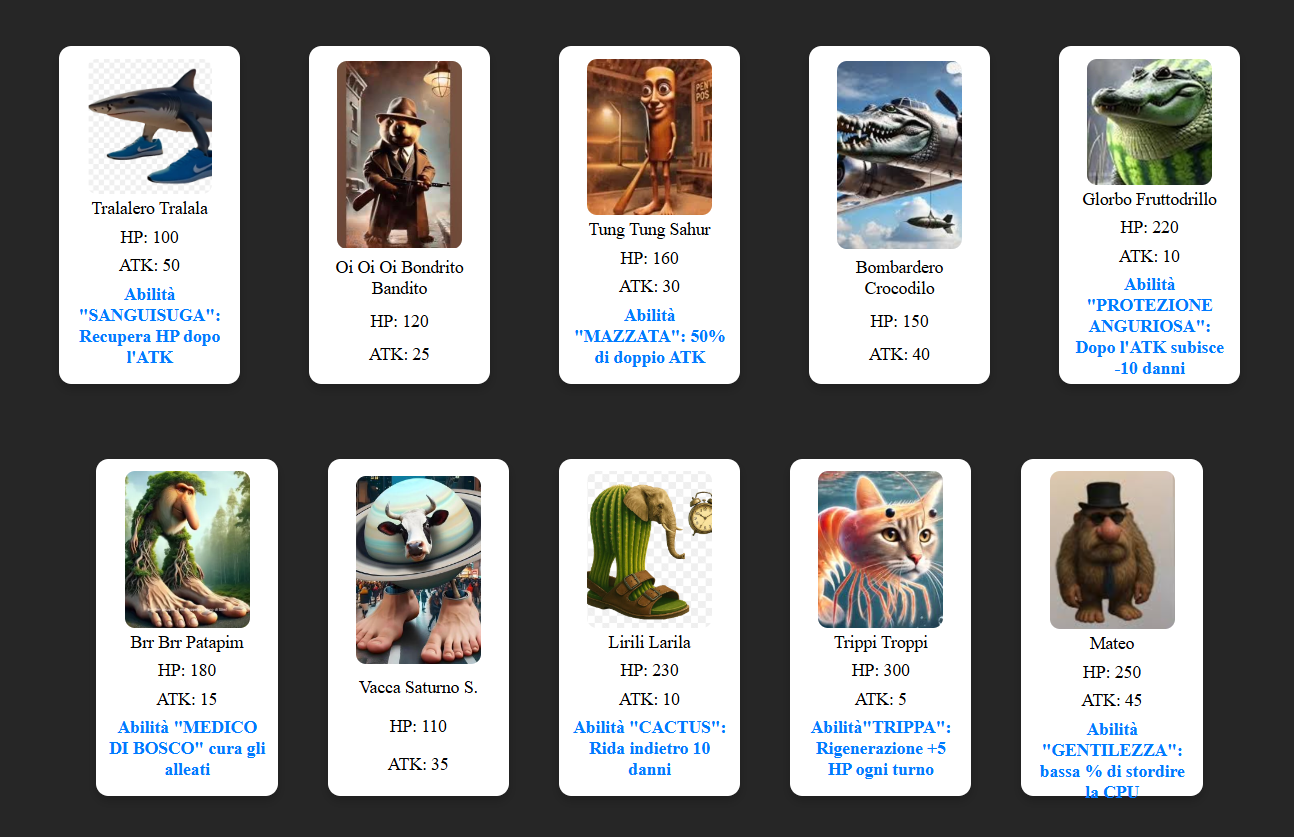 Tralalero Tralala
HP: 100
ATK: 50
Abilità
"SANGUISUGA":
Recupera HP dopo
l'ATK
Oi Oi Oi Bondrito
Bandito
HP: 120
ATK: 25
PEN
POS
Tung Tung Sahur
HP: 160
ATK: 30
Abilità
"MAZZATA": 50%
di doppio ATK
Bombardero
Crocodilo
HP: 150
ATK: 40
Glorbo Fruttodrillo
HP: 220
ATK: 10
Abilità
"PROTEZIONE
ANGURIOSA":
Dopo l'ATK subisce
-10 danni
Brr Brr Patapim
HP: 180
ATK: 15
Abilità "MEDICO
DI BOSCO" cura gli
alleati
Vacca Saturno S.
HP: 110
ATK: 35
Lirili Larila
HP: 230
ATK: 10
Abilità "CACTUS":
Rida indietro 10
danni
Trippi Troppi
HP: 300
ATK: 5
Abilità"TRIPPA":
Rigenerazione +5
HP ogni turno
Mateo
HP: 250
ATK: 45
Abilità
"GENTILEZZA":
bassa % di stordire
la CPU